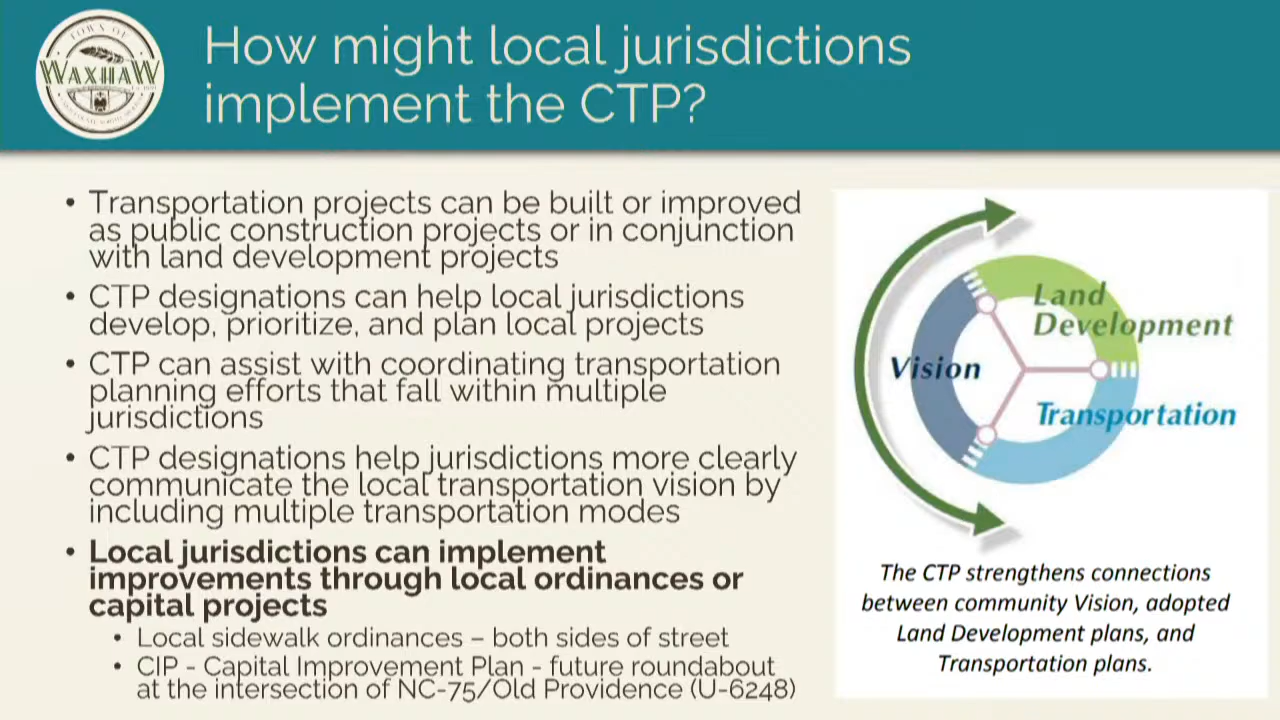 TOWN OF
WAXHAW
How might local jurisdictions
implement the CTP?
• Transportation projects can be built or improved
as public construction projects or in conjunction
with land development projects
• CTP designations can help local jurisdictions
develop, prioritize, and plan local projects
• CTP can assist with coordinating transportation
planning efforts that fall within multiple
jurisdictions
• CTP designations help jurisdictions more clearly
communicate the local transportation vision by
including multiple transportation modes
• Local jurisdictions can implement
improvements through local ordinances or
capital projects
• Local sidewalk ordinances – both sides of street
• CIP - Capital Improvement Plan - future roundabout
at the intersection of NC-75/Old Providence (U-6248)
Land
Development
Vision
Transportation
The CTP strengthens connections
between community Vision, adopted
Land Development plans, and
Transportation plans.